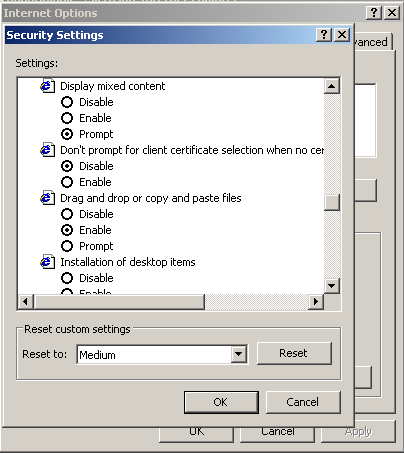 Internet Options
Security Settings
Settings:
Display mixed content
Disable
Enable
Prompt
Don't prompt for client certificate selection when no cer
Disable
Enable
Drag and drop or copy and paste files
Disable
Enable
Prompt
Installation of desktop items
Disable
Enable
Reset custom settings
Reset to:
Medium
Reset
OK
Cancel
dvanced
OK
Cancel
Apply